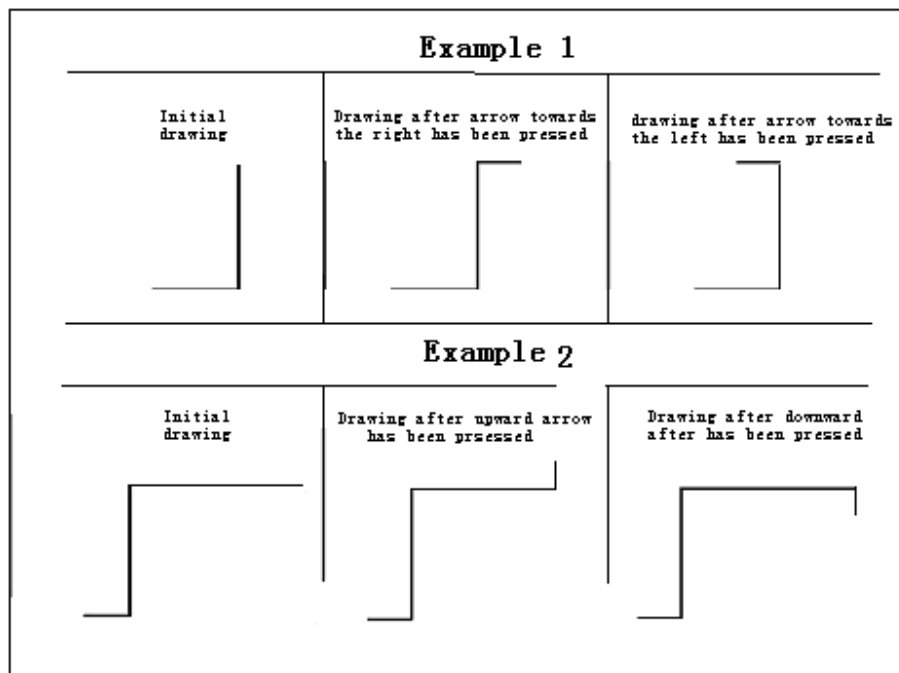 Example 1
Initial
drawing
Drawing after arrow towards
the right has been pressed
drawing after arrow towards
the left has been pressed
Example 2
Initial
drawing
Drawing after upward arrow
has been prsessed
Drawing after downward
after has been pressed